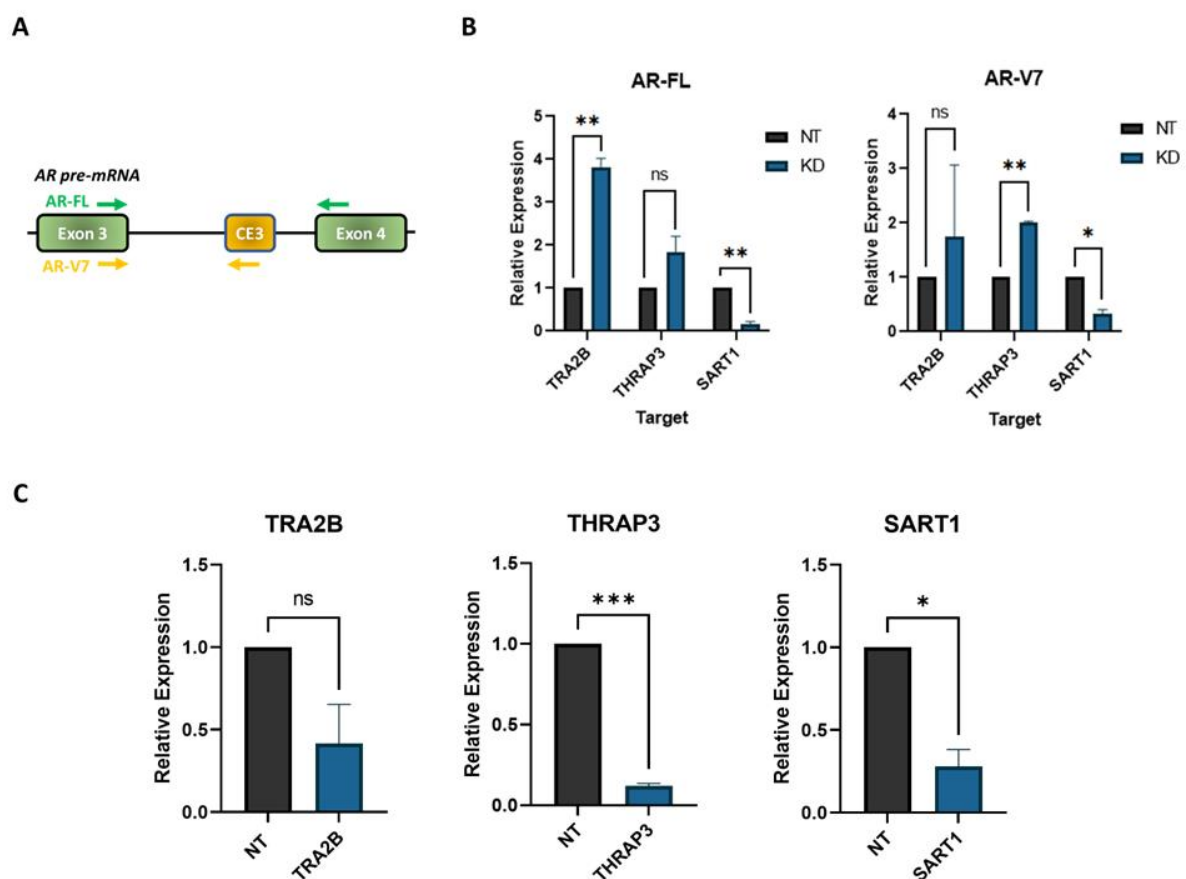 A
AR pre-mRNA
AR-FL
Exon 3
CE3
Exon 4
AR-V7
B
AR-FL
Relative Expression
5
4
3
2
1
0
**
ns
**
NT
KD
TRA2B
THRAP3
SART1
Target
AR-V7
Relative Expression
4
3
2
1
0
ns
**
*
NT
KD
TRA2B
THRAP3
SART1
Target
C
TRA2B
Relative Expression
1.5
1.0
0.5
0.0
ns
NT
TRA2B
THRAP3
Relative Expression
1.5
1.0
0.5
0.0
***
NT
THRAP3
SART1
Relative Expression
1.5
1.0
0.5
0.0
*
NT
SART1